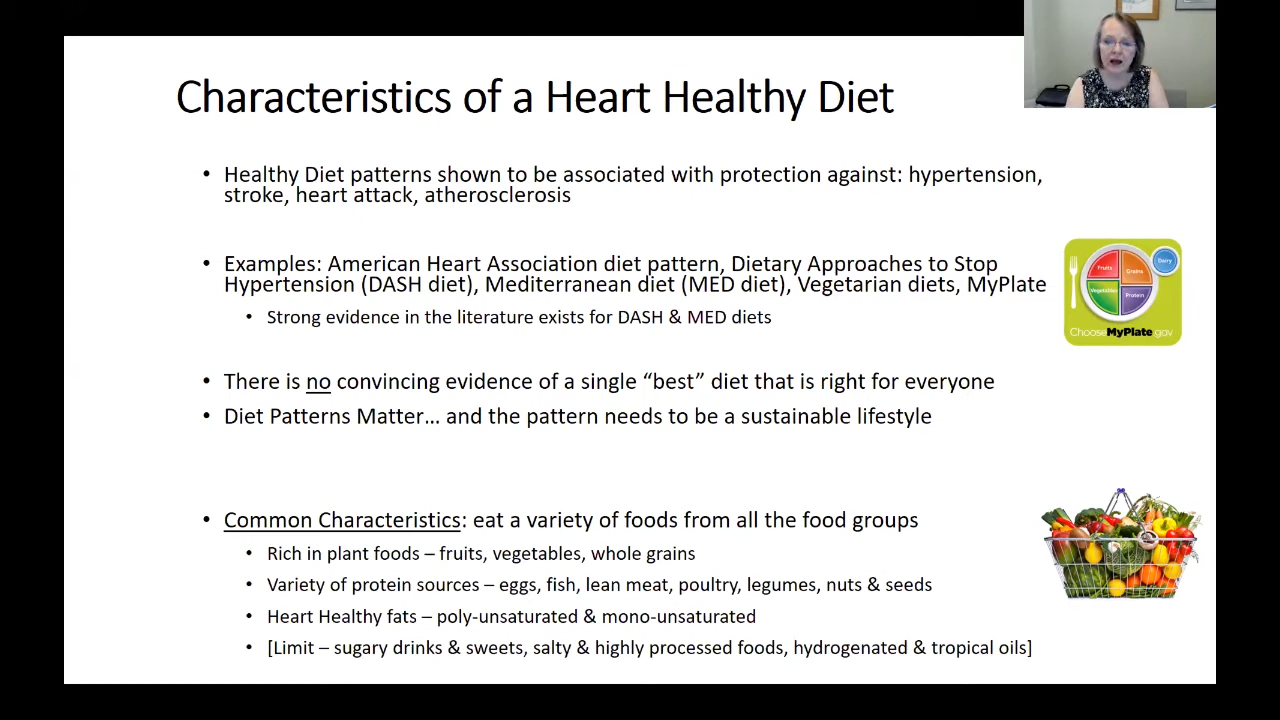 Characteristics of a Heart Healthy Diet
• Healthy Diet patterns shown to be associated with protection against: hypertension,
stroke, heart attack, atherosclerosis
• Examples: American Heart Association diet pattern, Dietary Approaches to Stop
Hypertension (DASH diet), Mediterranean diet (MED diet), Vegetarian diets, MyPlate
• Strong evidence in the literature exists for DASH & MED diets
Dairy
Fruits
Grains
Vegetables
Protein
ChooseMyPlate.gov
• There is no convincing evidence of a single “best” diet that is right for everyone
• Diet Patterns Matter… and the pattern needs to be a sustainable lifestyle
• Common Characteristics: eat a variety of foods from all the food groups
• Rich in plant foods – fruits, vegetables, whole grains
• Variety of protein sources – eggs, fish, lean meat, poultry, legumes, nuts & seeds
• Heart Healthy fats – poly-unsaturated & mono-unsaturated
• [Limit – sugary drinks & sweets, salty & highly processed foods, hydrogenated & tropical oils]